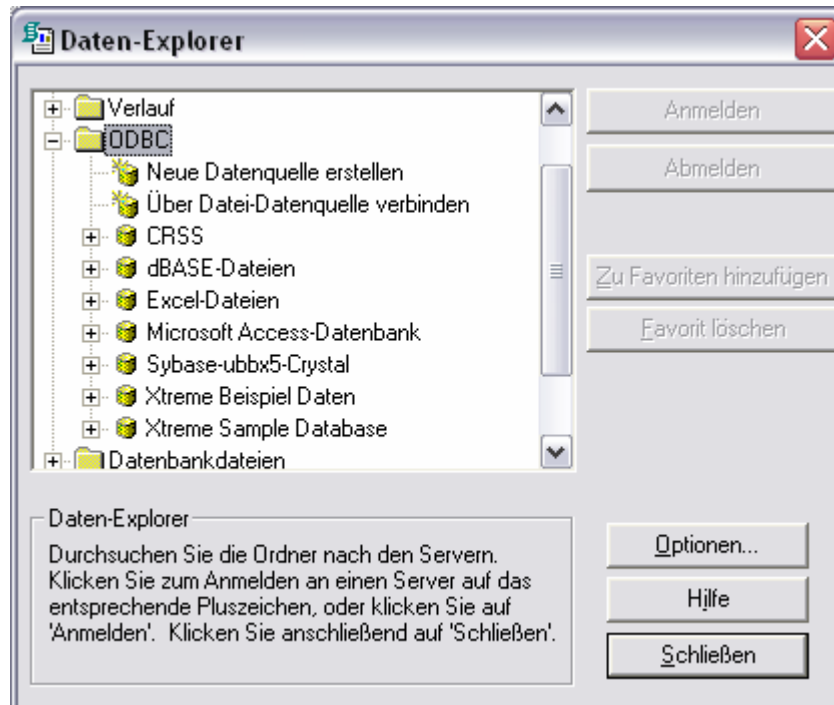 Daten-Explorer
Verlauf
ODBC
Neue Datenquelle erstellen
Über Datei-Datenquelle verbinden
CRSS
dBASE-Dateien
Excel-Dateien
Microsoft Access-Datenbank
Sybase-ubbx5-Crystal
Xtreme Beispiel Daten
Xtreme Sample Database
Datenbankdateien
Anmelden
Abmelden
Zu Favoriten hinzufügen
Favorit löschen
Daten-Explorer
Durchsuchen Sie die Ordner nach den Servern.
Klicken Sie zum Anmelden an einen Server auf das
entsprechende Pluszeichen, oder klicken Sie auf
'Anmelden'. Klicken Sie anschließend auf 'Schließen'.
Optionen...
Hilfe
Schließen